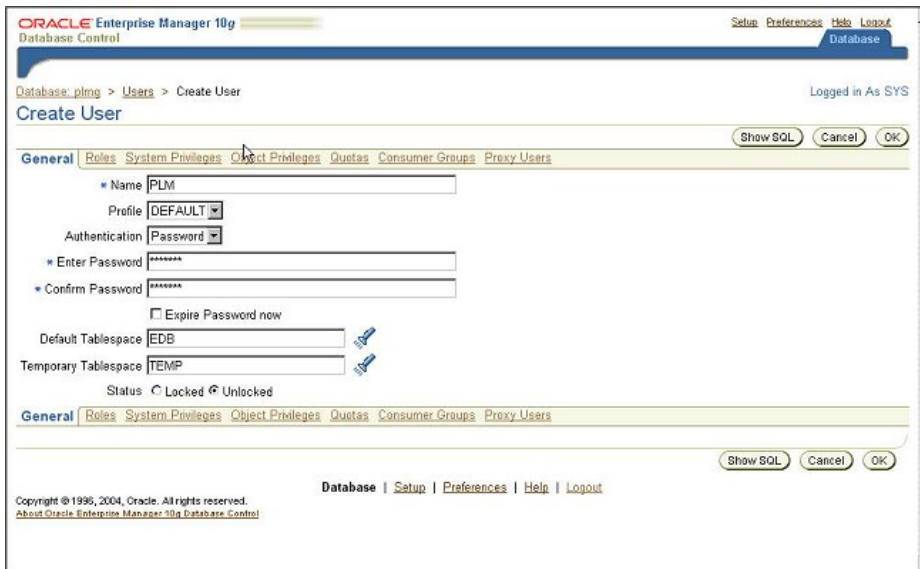 ORACLE Enterprise Manager 10g
Database Control
Setup Preferences Help Logout
Database
Database: plmg > Users > Create User
Logged in As SYS
Create User
Show SQL Cancel OK
General Roles System Privileges Object Privileges Quotas Consumer Groups Proxy Users
* Name PLM
Profile DEFAULT
Authentication Password
* Enter Password *******
* Confirm Password *******
Expire Password now
Default Tablespace EDB
Temporary Tablespace TEMP
Status Locked Unlocked
General Roles System Privileges Object Privileges Quotas Consumer Groups Proxy Users
Show SQL Cancel OK
Database | Setup | Preferences | Help | Logout
Copyright © 1996, 2004, Oracle. All rights reserved.
About Oracle Enterprise Manager 10g Database Control